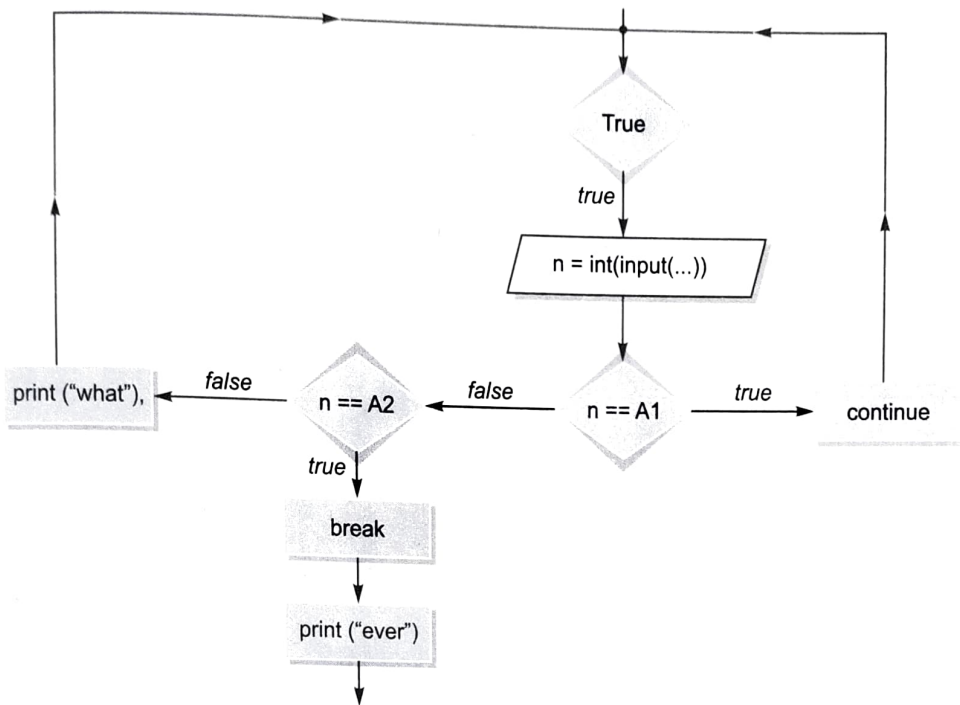 True
true
n = int(input(...))
n == A1
true
continue
false
n == A2
false
print ("what"),
true
break
print ("ever")